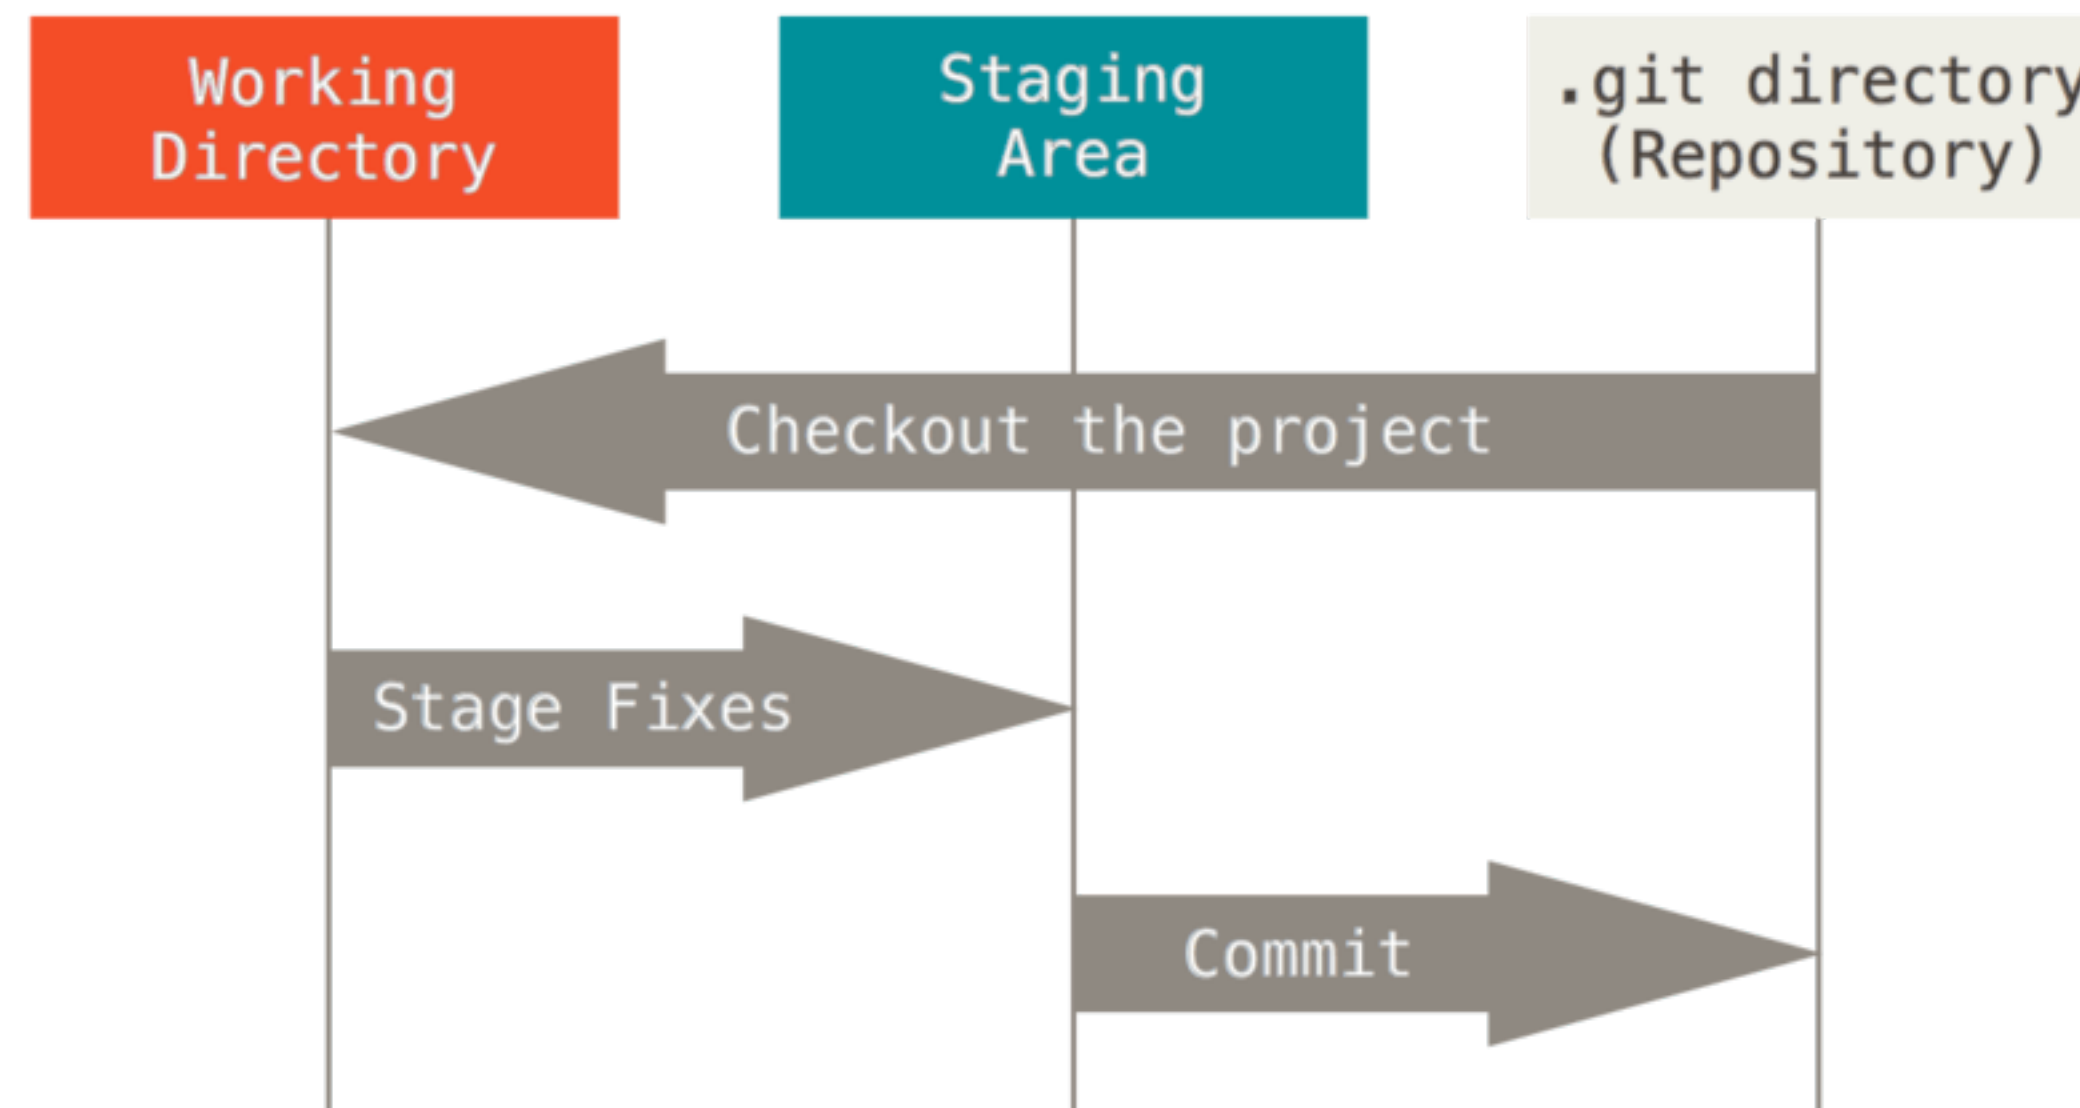 Working
Directory
Staging
Area
.git directory
(Repository)
Checkout the project
Stage Fixes
Commit